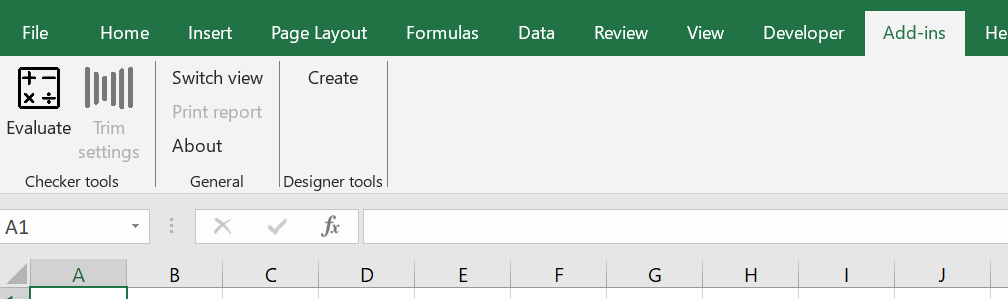 File Home Insert Page Layout Formulas Data Review View Developer Add-ins He
Evaluate
Trim
settings
Checker tools
Switch view
Print report
About
General
Create
Designer tools
A1 fx
A B C D E F G H I J